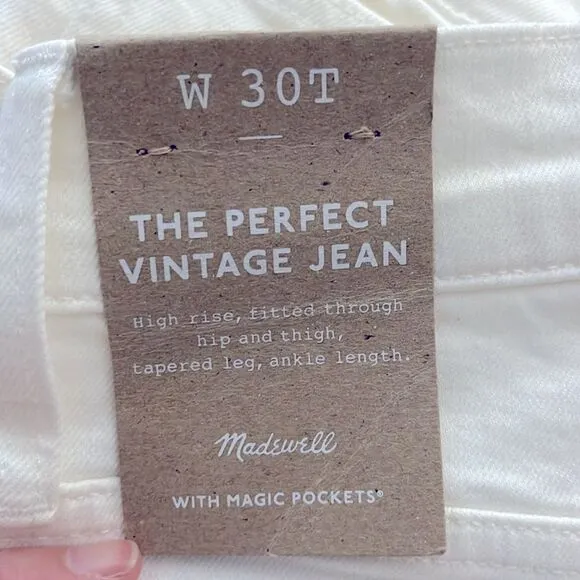 W 30T
THE PERFECT
VINTAGE JEAN
High rise, fitted through
hip and thigh,
tapered leg, ankle length.
Madewell
WITH MAGIC POCKETS®